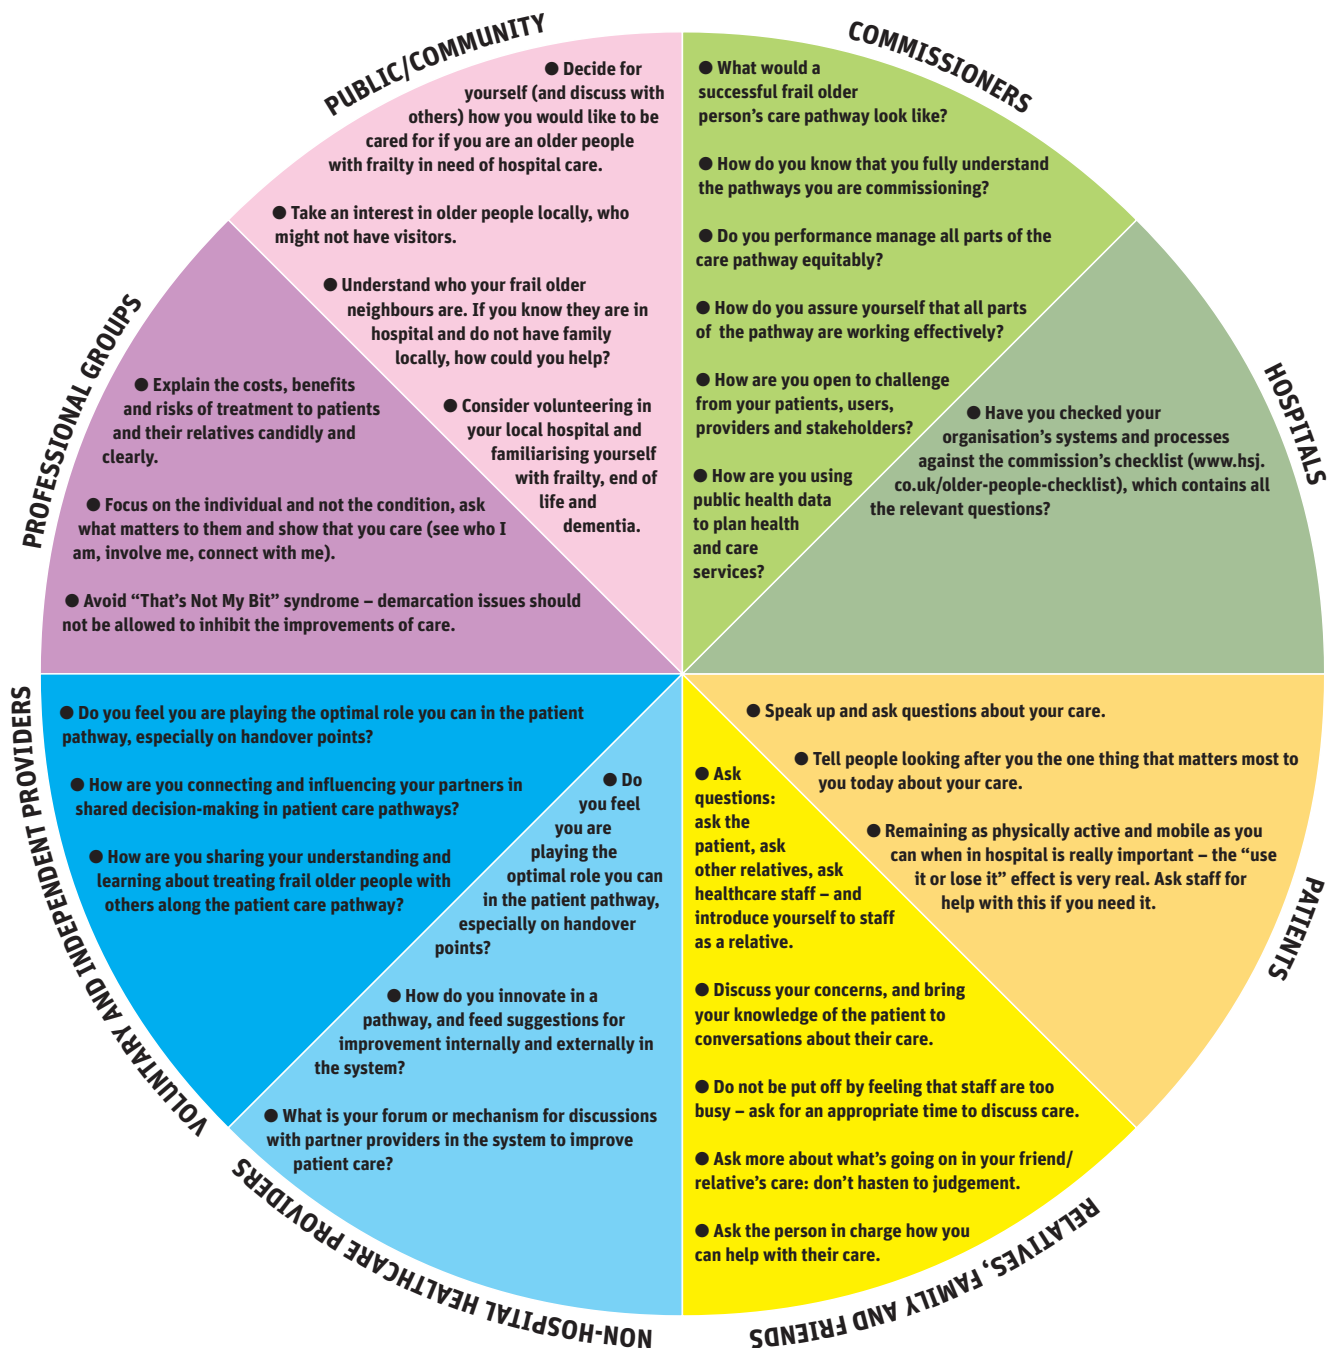 COMMISSIONERS
● What would a
successful frail older
person’s care pathway look like?
● How do you know that you fully understand
the pathways you are commissioning?
● Do you performance manage all parts of the
care pathway equitably?
● How do you assure yourself that all parts
of the pathway are working effectively?
● How are you open to challenge
from your patients, users,
providers and stakeholders?
● How are you using
public health data
to plan health
and care
services?
HOSPITALS
● Have you checked your
organisation’s systems and processes
against the commission’s checklist (www.hsj.
co.uk/older-people-checklist), which contains all
the relevant questions?
PATIENTS
● Speak up and ask questions about your care.
● Tell people looking after you the one thing that matters most to
you today about your care.
● Remaining as physically active and mobile as you
can when in hospital is really important – the “use
it or lose it” effect is very real. Ask staff for
help with this if you need it.
RELATIVES, FAMILY AND FRIENDS
● Ask
questions:
ask the
patient, ask
other relatives, ask
healthcare staff – and
introduce yourself to staff
as a relative.
● Discuss your concerns, and bring
your knowledge of the patient to
conversations about their care.
● Do not be put off by feeling that staff are too
busy – ask for an appropriate time to discuss care.
● Ask more about what’s going on in your friend/
relative’s care: don’t hasten to judgement.
● Ask the person in charge how you
can help with their care.
NON-HOSPITAL HEALTHCARE PROVIDERS
● Do
you feel
you are
playing the
optimal role you can
in the patient pathway,
especially on handover
points?
● How do you innovate in a
pathway, and feed suggestions for
improvement internally and externally in
the system?
● What is your forum or mechanism for discussions
with partner providers in the system to improve
patient care?
VOLUNTARY AND INDEPENDENT PROVIDERS
● Do you feel you are playing the optimal role you can in the patient
pathway, especially on handover points?
● How are you connecting and influencing your partners in
shared decision-making in patient care pathways?
● How are you sharing your understanding and
learning about treating frail older people with
others along the patient care pathway?
PROFESSIONAL GROUPS
● Explain the costs, benefits
and risks of treatment to patients
and their relatives candidly and
clearly.
● Focus on the individual and not the condition, ask
what matters to them and show that you care (see who I
am, involve me, connect with me).
● Avoid “That’s Not My Bit” syndrome – demarcation issues should
not be allowed to inhibit the improvements of care.
PUBLIC/COMMUNITY
● Decide for
yourself (and discuss with
others) how you would like to be
cared for if you are an older people
with frailty in need of hospital care.
● Take an interest in older people locally, who
might not have visitors.
● Understand who your frail older
neighbours are. If you know they are in
hospital and do not have family
locally, how could you help?
● Consider volunteering in
your local hospital and
familiarising yourself
with frailty, end of
life and
dementia.